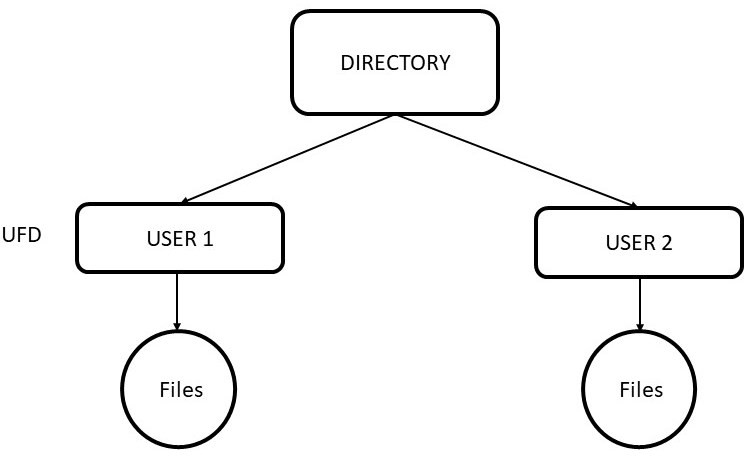 DIRECTORY
UFD
USER 1
USER 2
Files
Files